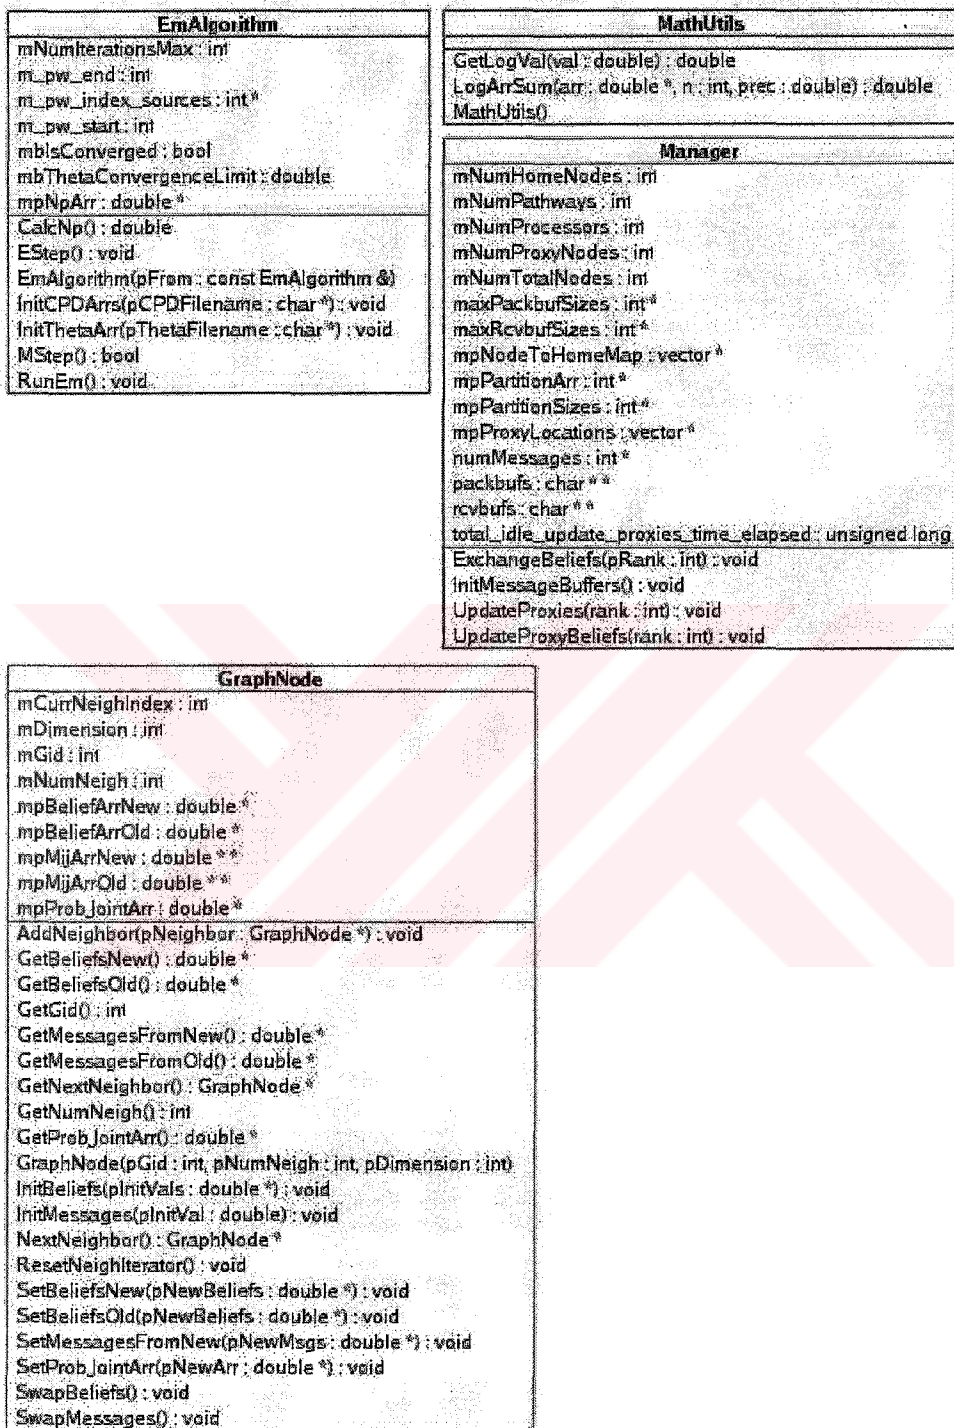 EmAlgorithm
mNumIterationsMax : int
m_pw_end : int
m_pw_index_sources : int *
m_pw_start : int
mbIsConverged : bool
mbThetaConvergenceLimit : double
mpNpArr : double *
CalcNp() : double
EStep() : void
EmAlgorithm(pFrom : const EmAlgorithm &)
InitCPDArrs(pCPDFilename : char *) : void
InitThetaArr(pThetaFilename : char *) : void
MStep() : bool
RunEm() : void
MathUtils
GetLogVal(val : double) : double
LogArrSum(arr : double *, n : int, prec : double) : double
MathUtils()
Manager
mNumHomeNodes : int
mNumPathways : int
mNumProcessors : int
mNumProxyNodes : int
mNumTotalNodes : int
maxPackbufSizes : int *
maxRcvbufSizes : int *
mpNodeToHomeMap : vector *
mpPartitionArr : int *
mpPartitionSizes : int *
mpProxyLocations : vector *
numMessages : int *
packbufs : char * *
rcvbufs : char * *
total_idle_update_proxies_time_elapsed : unsigned long
ExchangeBeliefs(pRank : int) : void
InitMessageBuffers() : void
UpdateProxies(rank : int) : void
UpdateProxyBeliefs(rank : int) : void
GraphNode
mCurrNeighIndex : int
mDimension : int
mGid : int
mNumNeigh : int
mpBeliefArrNew : double *
mpBeliefArrOld : double *
mpMijArrNew : double * *
mpMijArrOld : double * *
mpProbJointArr : double *
AddNeighbor(pNeighbor : GraphNode *) : void
GetBeliefsNew() : double *
GetBeliefsOld() : double *
GetGid() : int
GetMessagesFromNew() : double *
GetMessagesFromOld() : double *
GetNextNeighbor() : GraphNode *
GetNumNeigh() : int
GetProbJointArr() : double *
GraphNode(pGid : int, pNumNeigh : int, pDimension : int)
InitBeliefs(pInitVals : double *) : void
InitMessages(pInitVal : double) : void
NextNeighbor() : GraphNode *
ResetNeighIterator() : void
SetBeliefsNew(pNewBeliefs : double *) : void
SetBeliefsOld(pNewBeliefs : double *) : void
SetMessagesFromNew(pNewMsgs : double *) : void
SetProbJointArr(pNewArr : double *) : void
SwapBeliefs() : void
SwapMessages() : void